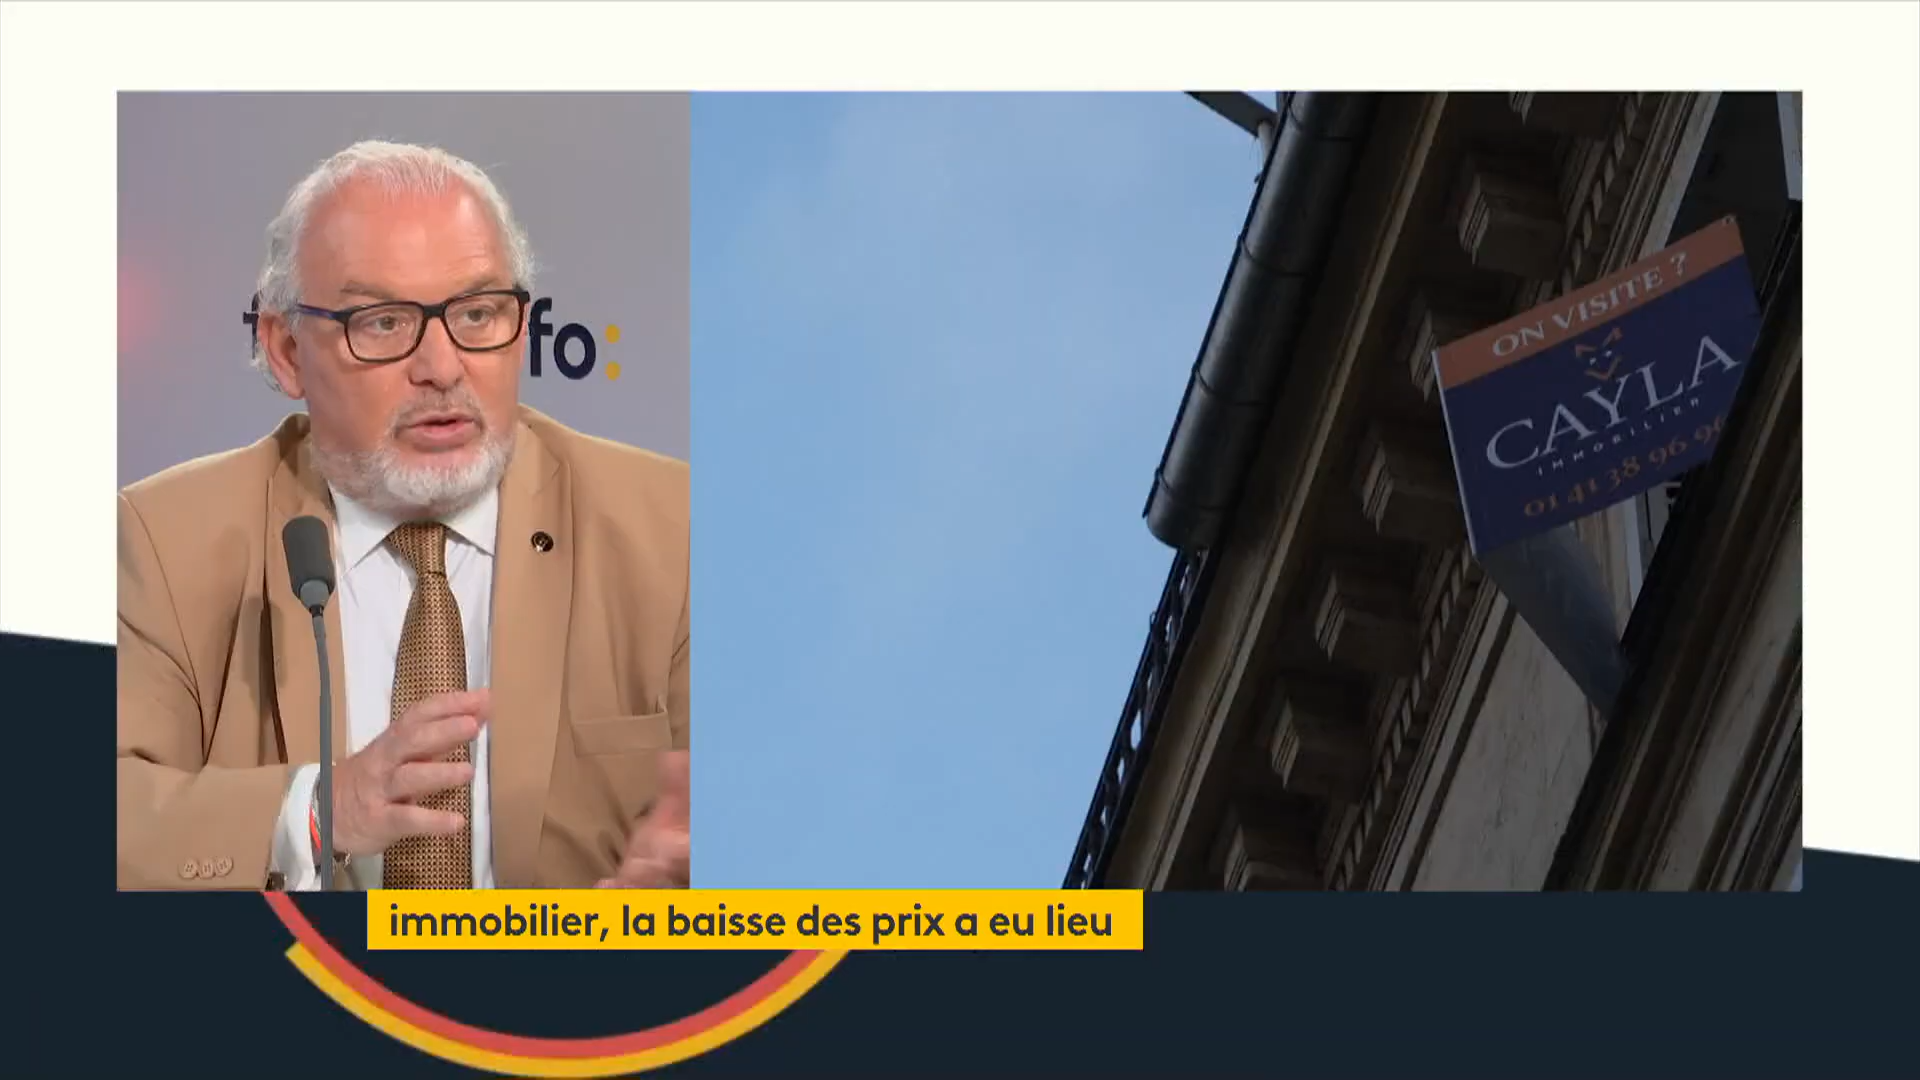 fo:
ON VISITE ?
CAYLA
IMMOBILIER
01 41 38 96 96
immobilier, la baisse des prix a eu lieu